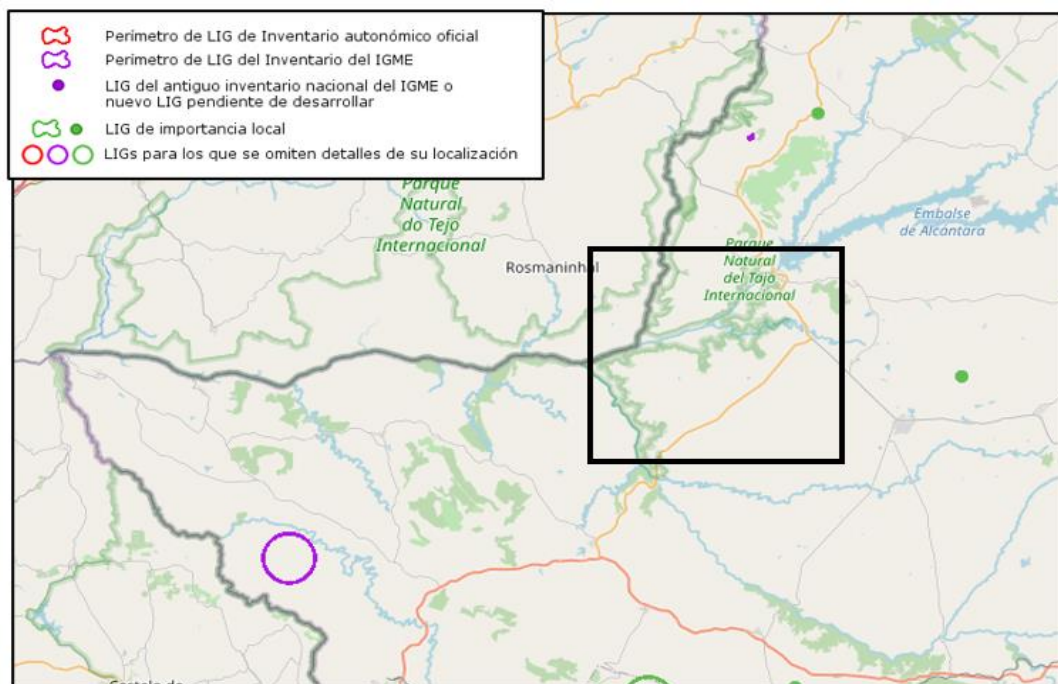 Perímetro de LIG de Inventario autonómico oficial
Perímetro de LIG del Inventario del IGME
LIG del antiguo inventario nacional del IGME o
nuevo LIG pendiente de desarrollar
LIG de importancia local
LIGs para los que se omiten detalles de su localización
Parque
Natural
do Tejo
Internacional
Rosmaninhal
Embalse
de Alcántara
Parque
Natural
del Tajo
Internacional